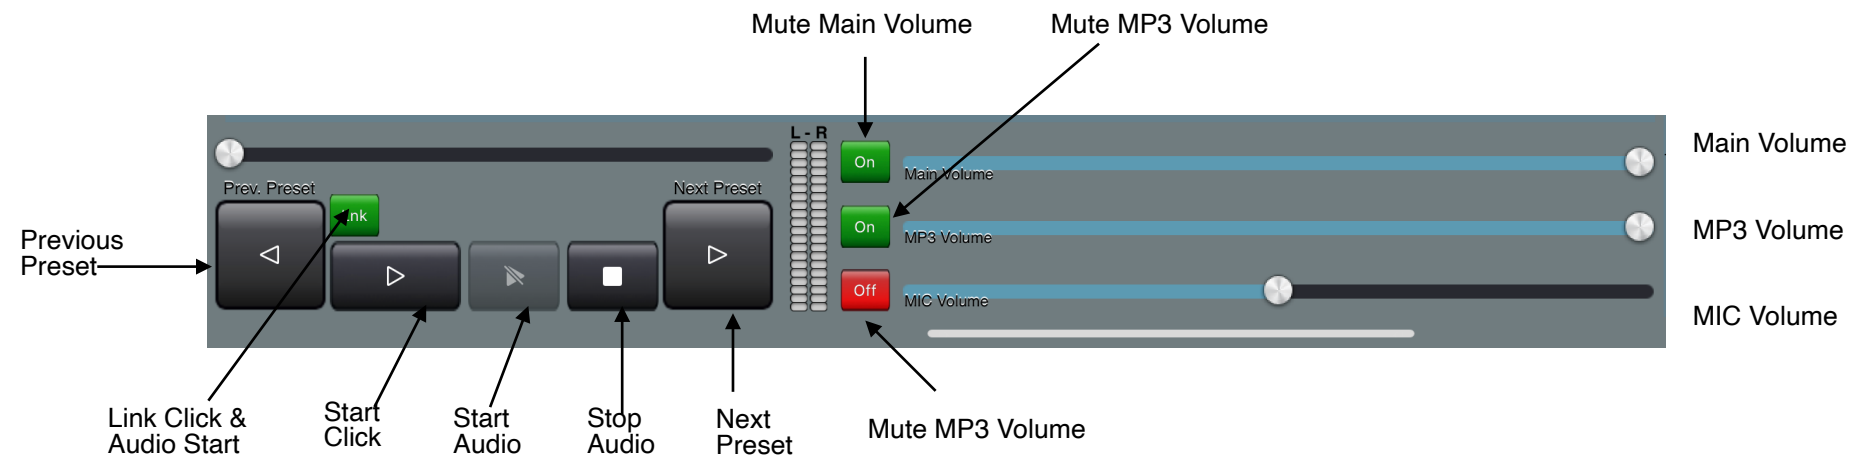 Mute Main Volume
Mute MP3 Volume
L - R
On
Main Volume
Main Volume
Prev. Preset
Next Preset
Link
On
MP3 Volume
MP3 Volume
Previous
Preset
Off
MIC Volume
MIC Volume
Link Click &
Audio Start
Start
Click
Start
Audio
Stop
Audio
Next
Preset
Mute MP3 Volume